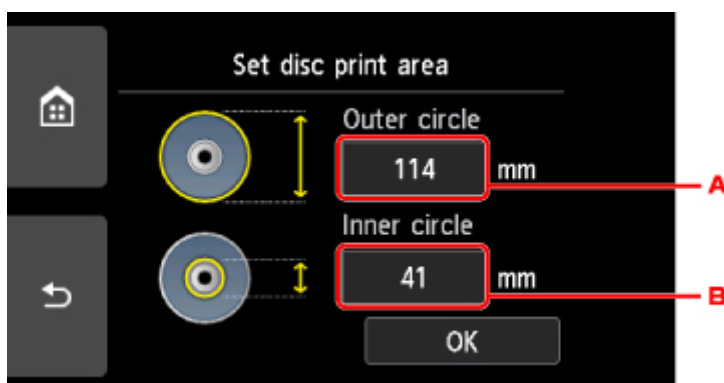 Set disc print area
Outer circle
114 mm
A
Inner circle
41 mm
B
OK